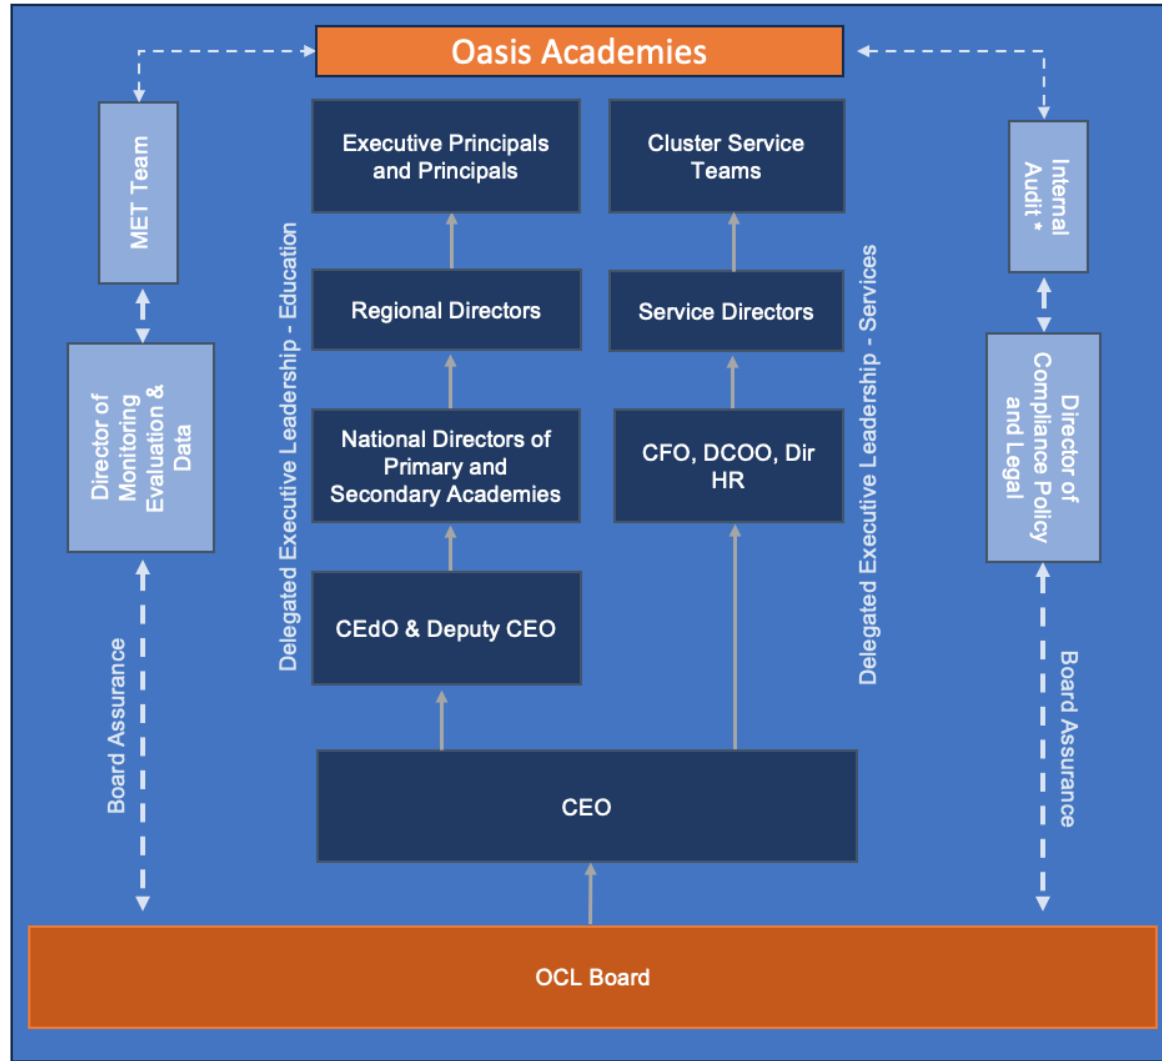 Oasis Academies
MET Team
Executive Principals
and Principals
Cluster Service
Teams
Internal
Audit *
Delegated Executive Leadership - Education
Regional Directors
Service Directors
Delegated Executive Leadership - Services
Director of
Monitoring
Evaluation &
Data
National Directors of
Primary and
Secondary Academies
CFO, DCOO, Dir
HR
Director of
Compliance Policy
and Legal
CEdO & Deputy CEO
Board Assurance
Board Assurance
CEO
OCL Board